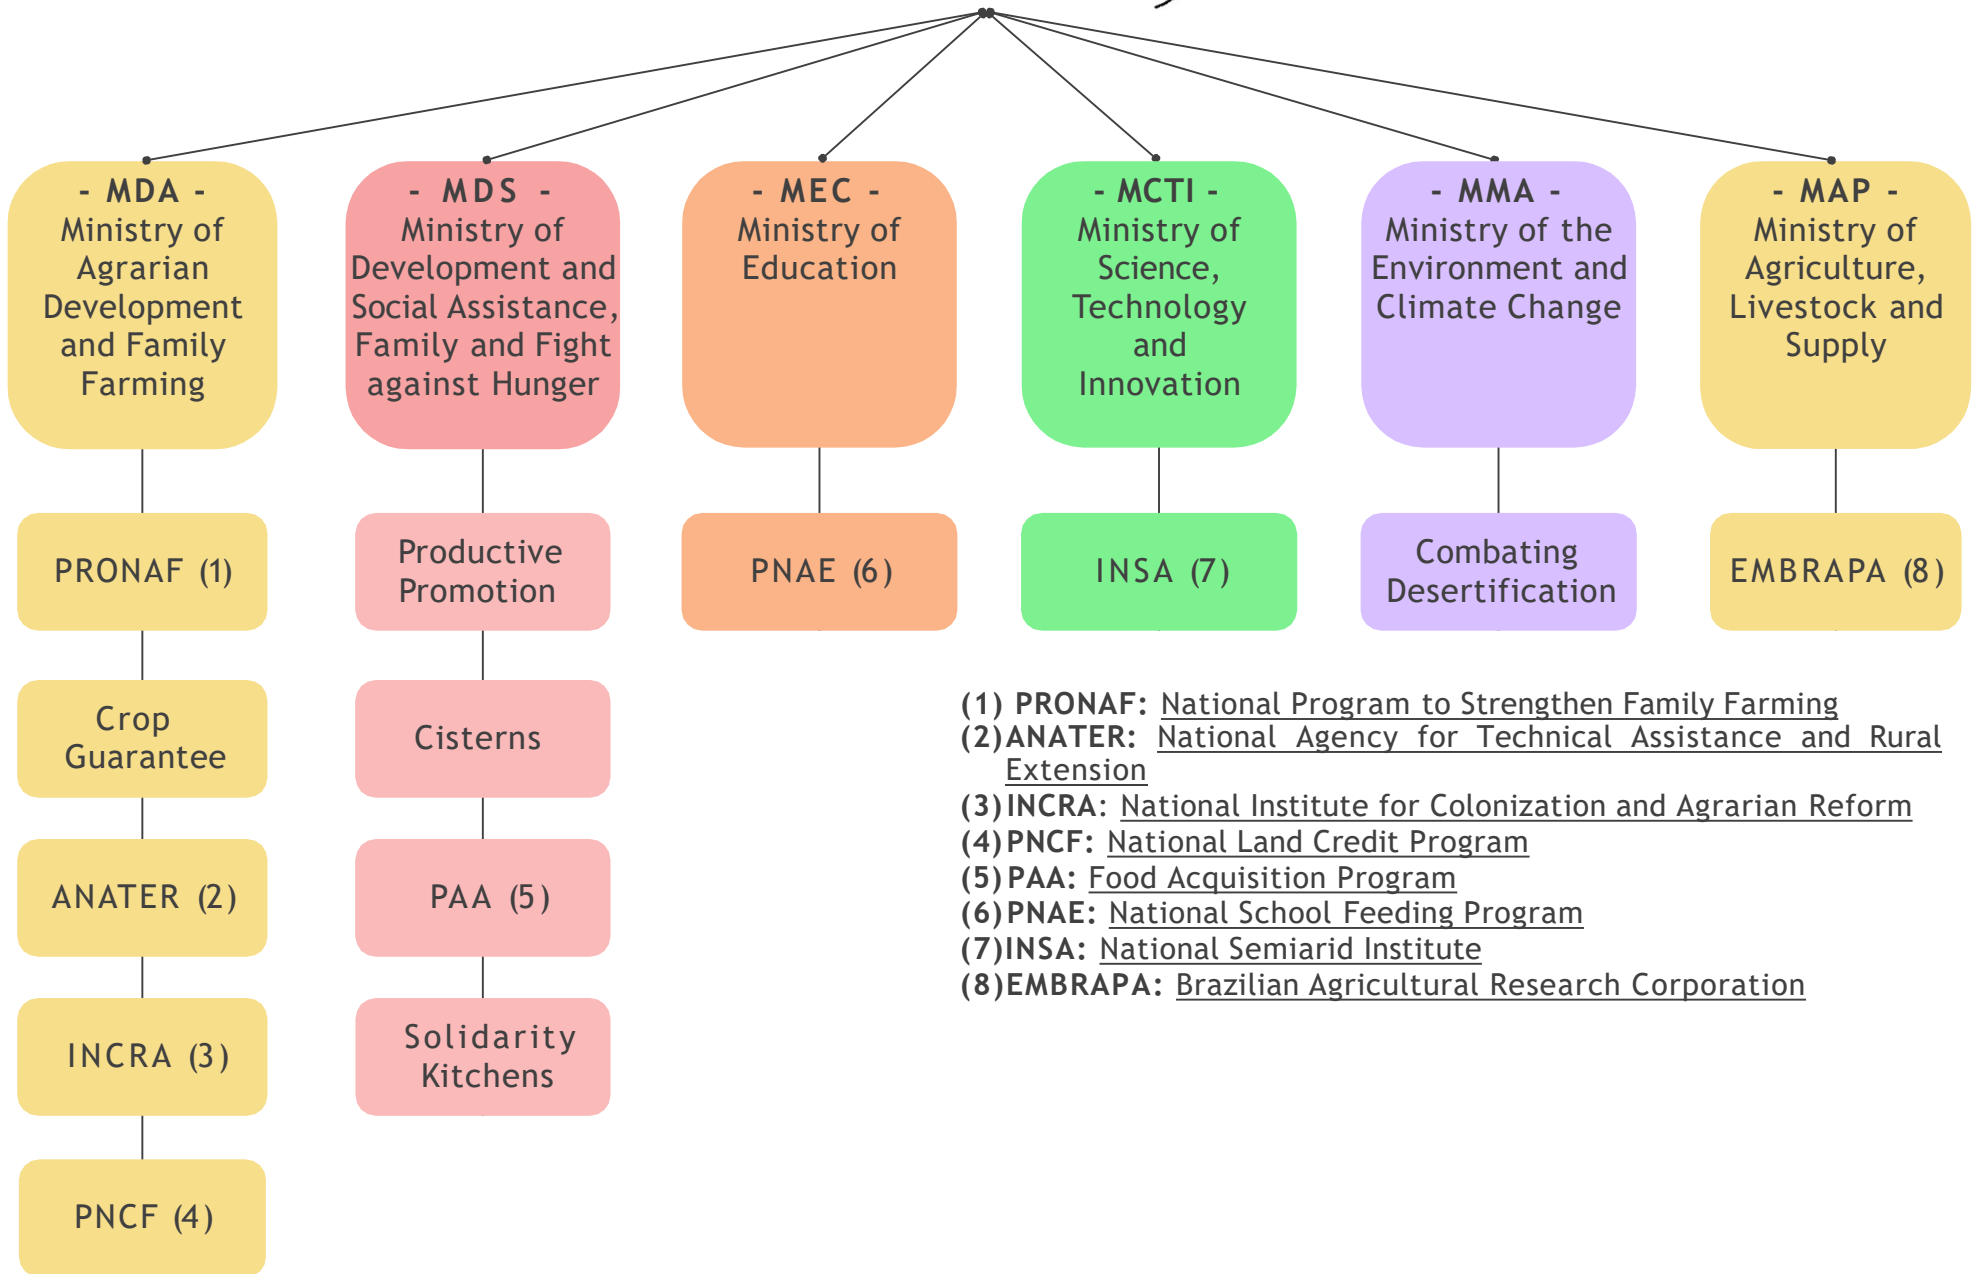 - MDA -
Ministry of
Agrarian
Development
and Family
Farming
- MDS -
Ministry of
Development and
Social Assistance,
Family and Fight
against Hunger
- MEC -
Ministry of
Education
- MCTI -
Ministry of
Science,
Technology
and
Innovation
- MMA -
Ministry of the
Environment and
Climate Change
- MAP -
Ministry of
Agriculture,
Livestock and
Supply
PRONAF (1)
Productive
Promotion
PNAE (6)
INSA (7)
Combating
Desertification
EMBRAPA (8)
Crop
Guarantee
Cisterns
ANATER (2)
PAA (5)
INCRA (3)
Solidarity
Kitchens
PNCF (4)
(1) PRONAF: National Program to Strengthen Family Farming
(2)ANATER: National Agency for Technical Assistance and Rural
Extension
(3)INCRA: National Institute for Colonization and Agrarian Reform
(4)PNCF: National Land Credit Program
(5)PAA: Food Acquisition Program
(6)PNAE: National School Feeding Program
(7)INSA: National Semiarid Institute
(8)EMBRAPA: Brazilian Agricultural Research Corporation